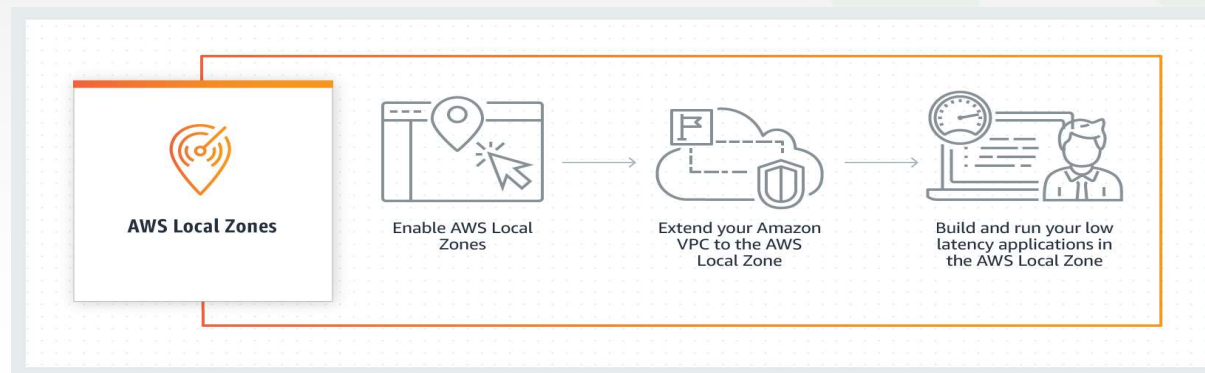 AWS Local Zones
Enable AWS Local
Zones
Extend your Amazon
VPC to the AWS
Local Zone
Build and run your low
latency applications in
the AWS Local Zone